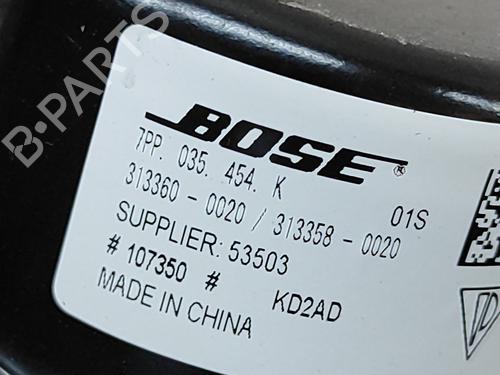 BOSE ®
7PP. 035. 454. K
01S
313360-0020 / 313358-0020
SUPPLIER: 53503
# 107350 # KD2AD
MADE IN CHINA
B-PARTS